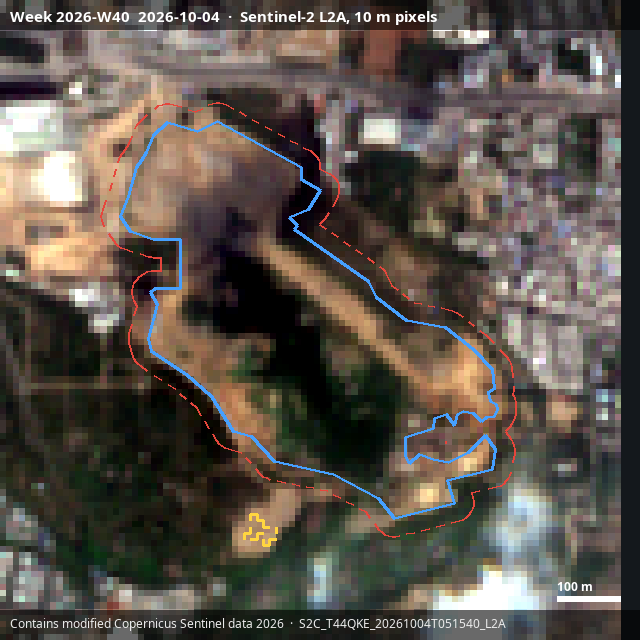 Week 2026-W40 2026-10-04 · Sentinel-2 L2A, 10 m pixels
100 m
Contains modified Copernicus Sentinel data 2026 · S2C_T44QKE_20261004T051540_L2A